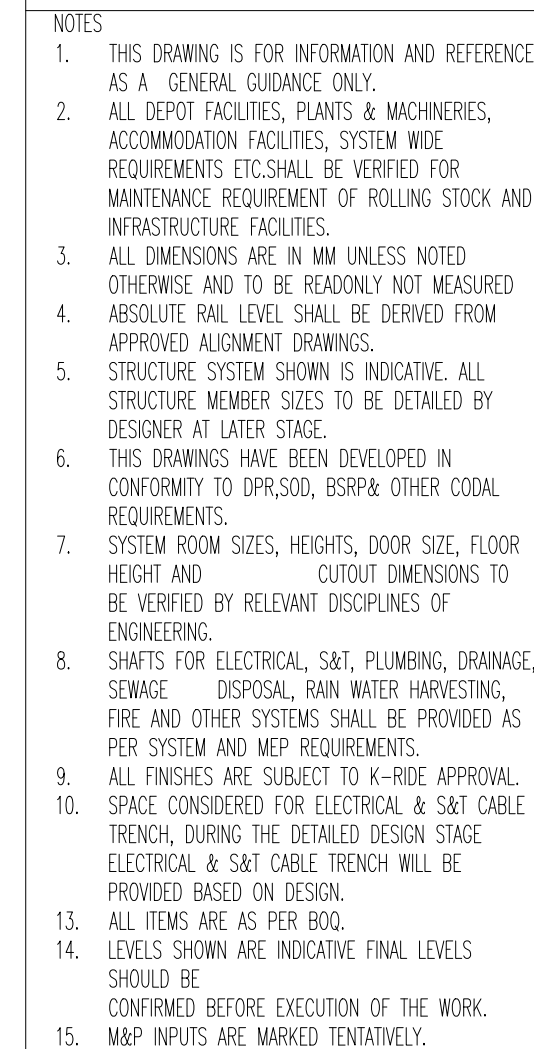 NOTES
1. THIS DRAWING IS FOR INFORMATION AND REFERENCE
AS A GENERAL GUIDANCE ONLY.
2. ALL DEPOT FACILITIES, PLANTS & MACHINERIES,
ACCOMMODATION FACILITIES, SYSTEM WIDE
REQUIREMENTS ETC.SHALL BE VERIFIED FOR
MAINTENANCE REQUIREMENT OF ROLLING STOCK AND
INFRASTRUCTURE FACILITIES.
3. ALL DIMENSIONS ARE IN MM UNLESS NOTED
OTHERWISE AND TO BE READONLY NOT MEASURED
4. ABSOLUTE RAIL LEVEL SHALL BE DERIVED FROM
APPROVED ALIGNMENT DRAWINGS.
5. STRUCTURE SYSTEM SHOWN IS INDICATIVE. ALL
STRUCTURE MEMBER SIZES TO BE DETAILED BY
DESIGNER AT LATER STAGE.
6. THIS DRAWINGS HAVE BEEN DEVELOPED IN
CONFORMITY TO DPR,SOD, BSRP& OTHER CODAL
REQUIREMENTS.
7. SYSTEM ROOM SIZES, HEIGHTS, DOOR SIZE, FLOOR
HEIGHT AND CUTOUT DIMENSIONS TO
BE VERIFIED BY RELEVANT DISCIPLINES OF
ENGINEERING.
8. SHAFTS FOR ELECTRICAL, S&T, PLUMBING, DRAINAGE,
SEWAGE DISPOSAL, RAIN WATER HARVESTING,
FIRE AND OTHER SYSTEMS SHALL BE PROVIDED AS
PER SYSTEM AND MEP REQUIREMENTS.
9. ALL FINISHES ARE SUBJECT TO K-RIDE APPROVAL.
10. SPACE CONSIDERED FOR ELECTRICAL & S&T CABLE
TRENCH, DURING THE DETAILED DESIGN STAGE
ELECTRICAL & S&T CABLE TRENCH WILL BE
PROVIDED BASED ON DESIGN.
13. ALL ITEMS ARE AS PER BOQ.
14. LEVELS SHOWN ARE INDICATIVE FINAL LEVELS
SHOULD BE
CONFIRMED BEFORE EXECUTION OF THE WORK.
15. M&P INPUTS ARE MARKED TENTATIVELY.